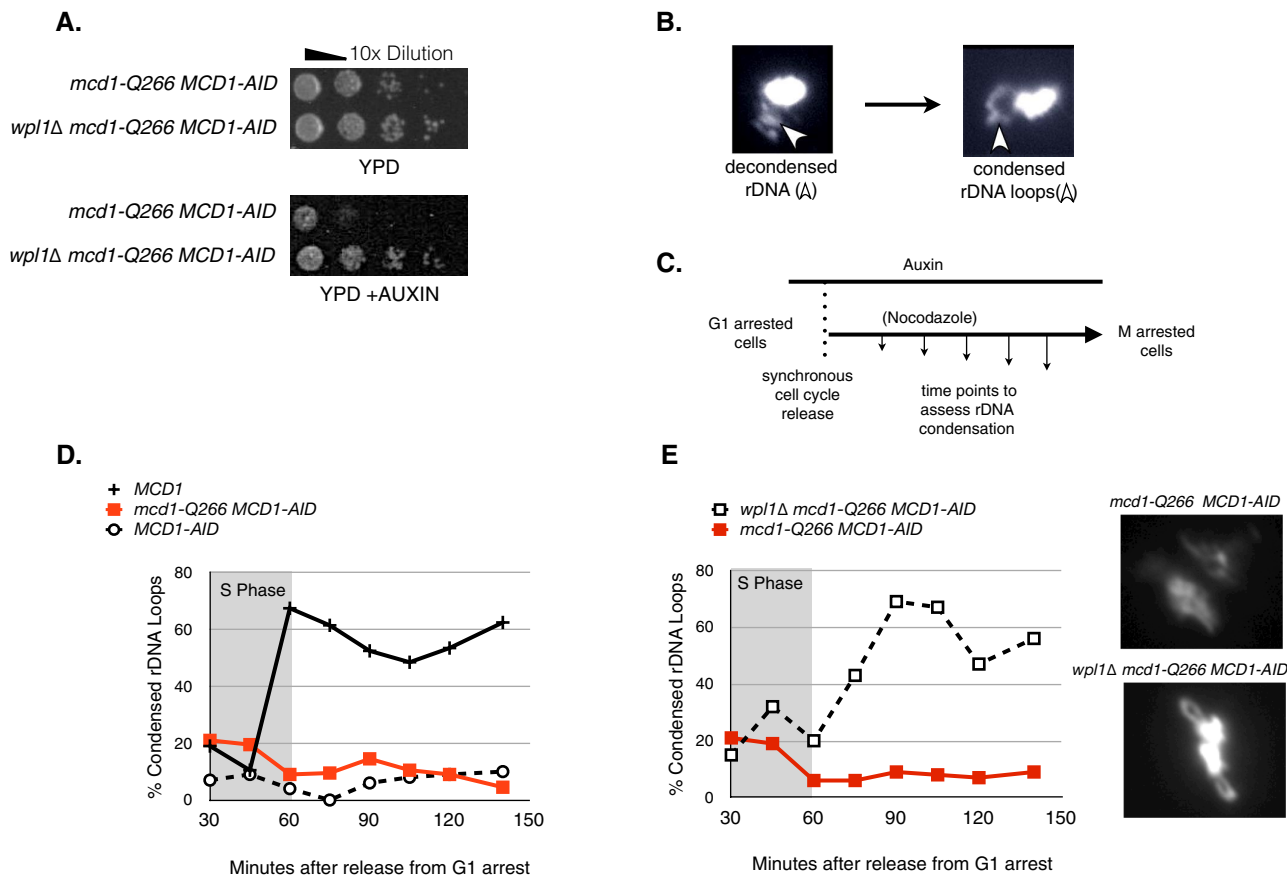 A.
10x Dilution
mcd1-Q266 MCD1-AID
wpl1Δ mcd1-Q266 MCD1-AID
YPD
mcd1-Q266 MCD1-AID
wpl1Δ mcd1-Q266 MCD1-AID
YPD +AUXIN
B.
decondensed
rDNA ( )
condensed
rDNA loops( )
C.
Auxin
G1 arrested
cells
(Nocodazole)
M arrested
cells
synchronous
cell cycle
release
time points to
assess rDNA
condensation
D.
MCD1
mcd1-Q266 MCD1-AID
MCD1-AID
% Condensed rDNA Loops
80
60
40
20
0
S Phase
30
60
90
120
150
Minutes after release from G1 arrest
E
wpl1Δ mcd1-Q266 MCD1-AID
mcd1-Q266 MCD1-AID
% Condensed rDNA Loops
80
60
40
20
0
S Phase
30
60
90
120
150
Minutes after release from G1 arrest
mcd1-Q266 MCD1-AID
wpl1Δ mcd1-Q266 MCD1-AID